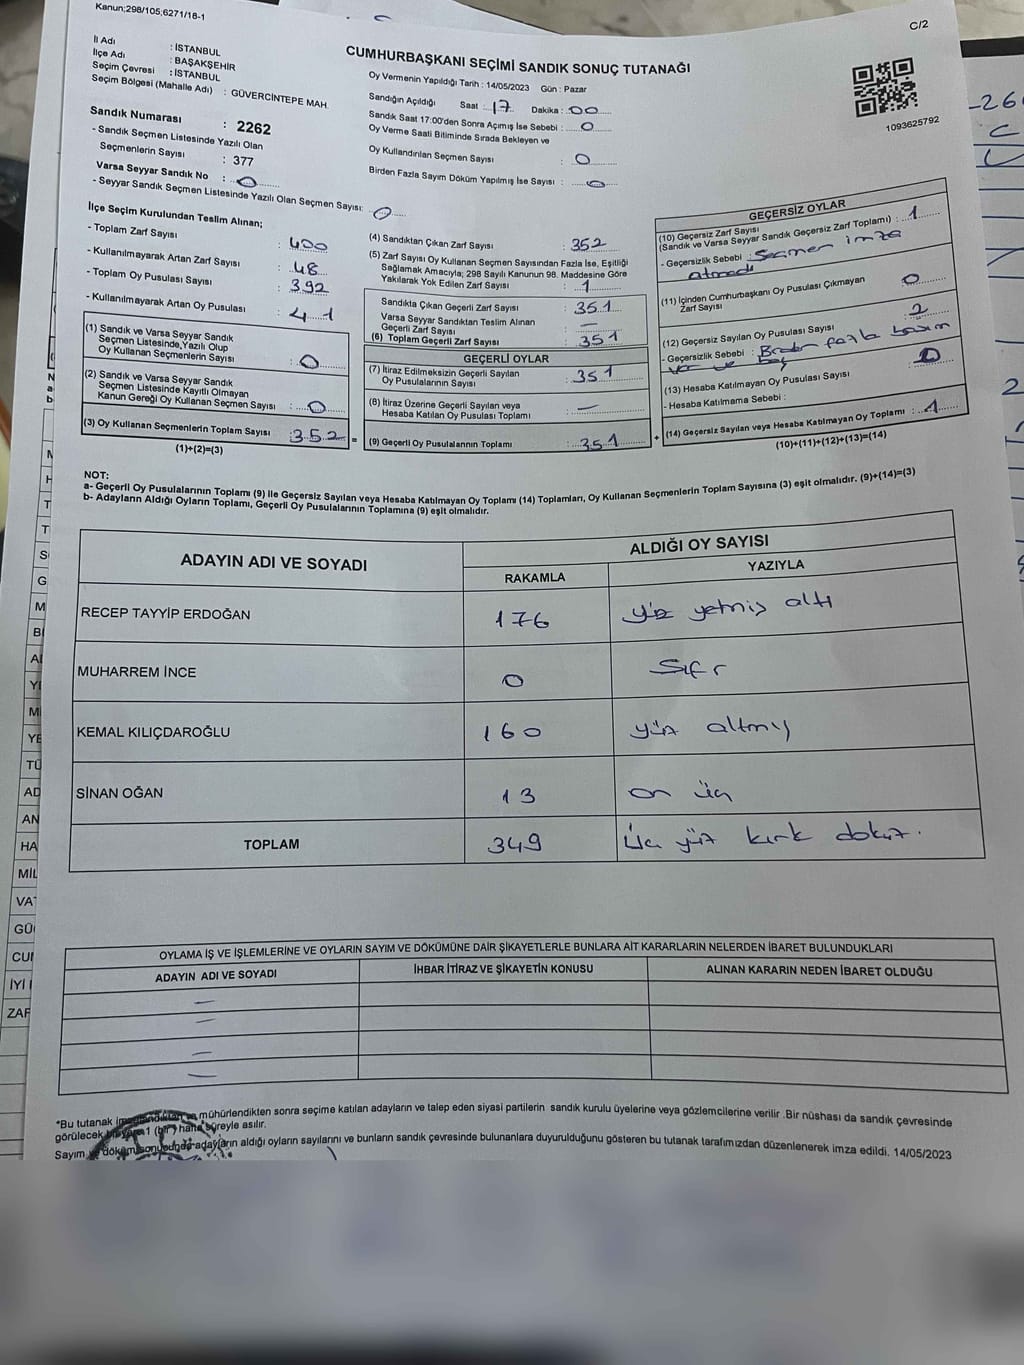 Kanun;298/105;6271/18-1
C/2
İl Adı : İSTANBUL
İlçe Adı : BAŞAKŞEHİR
Seçim Çevresi : İSTANBUL
Seçim Bölgesi (Mahalle Adı) : GÜVERCİNTEPE MAH.
Sandık Numarası : 2262
- Sandık Seçmen Listesinde Yazılı Olan
Seçmenlerin Sayısı : 377
Varsa Seyyar Sandık No : 0
- Seyyar Sandık Seçmen Listesinde Yazılı Olan Seçmen Sayısı: 0
CUMHURBAŞKANI SEÇİMİ SANDIK SONUÇ TUTANAĞI
Oy Vermenin Yapıldığı Tarih : 14/05/2023 Gün : Pazar
Sandığın Açıldığı Saat : 17 Dakika : 00
Sandık Saat 17:00'den Sonra Açımış İse Sebebi : 0
Oy Verme Saati Bitiminde Sırada Bekleyen ve
Oy Kullandırılan Seçmen Sayısı : 0
Birden Fazla Sayım Döküm Yapılmış İse Sayısı : 0
1093625792
İlçe Seçim Kurulundan Teslim Alınan;
- Toplam Zarf Sayısı : 400
- Kullanılmayarak Artan Zarf Sayısı : 48
- Toplam Oy Pusulası Sayısı : 392
- Kullanılmayarak Artan Oy Pusulası : 41
(1) Sandık ve Varsa Seyyar Sandık
Seçmen Listesinde,Yazılı Olup
Oy Kullanan Seçmenlerin Sayısı : 0
(2) Sandık ve Varsa Seyyar Sandık
Seçmen Listesinde Kayıtlı Olmayan
Kanun Gereği Oy Kullanan Seçmen Sayısı : 0
(3) Oy Kullanan Seçmenlerin Toplam Sayısı : 352
(1)+(2)=(3)
=
(4) Sandıktan Çıkan Zarf Sayısı : 352
(5) Zarf Sayısı Oy Kullanan Seçmen Sayısından Fazla İse, Eşitliği
Sağlamak Amacıyla; 298 Sayılı Kanunun 98. Maddesine Göre
Yakılarak Yok Edilen Zarf Sayısı : 1
Sandıkta Çıkan Geçerli Zarf Sayısı : 351
Varsa Seyyar Sandıktan Teslim Alınan
Geçerli Zarf Sayısı : —
(6) Toplam Geçerli Zarf Sayısı : 351
GEÇERLİ OYLAR
(7) İtiraz Edilmeksizin Geçerli Sayılan
Oy Pusulalarının Sayısı : 351
(8) İtiraz Üzerine Geçerli Sayılan veya
Hesaba Katılan Oy Pusulası Toplamı : —
(9) Geçerli Oy Pusulalarının Toplamı : 351
+
GEÇERSİZ OYLAR
(10) Geçersiz Zarf Sayısı
(Sandık ve Varsa Seyyar Sandık Geçersiz Zarf Toplamı) : 1
- Geçersizlik Sebebi : Seçmen imza
atmadı
(11) İçinden Cumhurbaşkanı Oy Pusulası Çıkmayan
Zarf Sayısı : 0
(12) Geçersiz Sayılan Oy Pusulası Sayısı : 2
- Geçersizlik Sebebi : Birden fazla basım
var ve boş
(13) Hesaba Katılmayan Oy Pusulası Sayısı : 0
- Hesaba Katılmama Sebebi :
(14) Geçersiz Sayılan veya Hesaba Katılmayan Oy Toplamı : 1
(10)+(11)+(12)+(13)=(14)
NOT:
a- Geçerli Oy Pusulalarının Toplamı (9) ile Geçersiz Sayılan veya Hesaba Katılmayan Oy Toplamı (14) Toplamları, Oy Kullanan Seçmenlerin Toplam Sayısına (3) eşit olmalıdır. (9)+(14)=(3)
b- Adayların Aldığı Oyların Toplamı, Geçerli Oy Pusulalarının Toplamına (9) eşit olmalıdır.
ADAYIN ADI VE SOYADI
ALDIĞI OY SAYISI
RAKAMLA YAZIYLA
RECEP TAYYİP ERDOĞAN 176 yüz yetmiş altı
MUHARREM İNCE 0 Sıfır
KEMAL KILIÇDAROĞLU 160 yüz altmış
SİNAN OĞAN 13 on üç
TOPLAM 349 Üç yüz kırk dokuz.
OYLAMA İŞ VE İŞLEMLERİNE VE OYLARIN SAYIM VE DÖKÜMÜNE DAİR ŞİKAYETLERLE BUNLARA AİT KARARLARIN NELERDEN İBARET BULUNDUKLARI
ADAYIN ADI VE SOYADI İHBAR İTİRAZ VE ŞİKAYETİN KONUSU ALINAN KARARIN NEDEN İBARET OLDUĞU
—
—
—
—
*Bu tutanak imzalandıktan ve mühürlendikten sonra seçime katılan adayların ve talep eden siyasi partilerin sandık kurulu üyelerine veya gözlemcilerine verilir .Bir nüshası da sandık çevresinde
görülecek bir yere 1 (bir) hafta süreyle asılır.
Sayım ve döküm sonucunda adayların aldığı oyların sayılarını ve bunların sandık çevresinde bulunanlara duyurulduğunu gösteren bu tutanak tarafımızdan düzenlenerek imza edildi. 14/05/2023